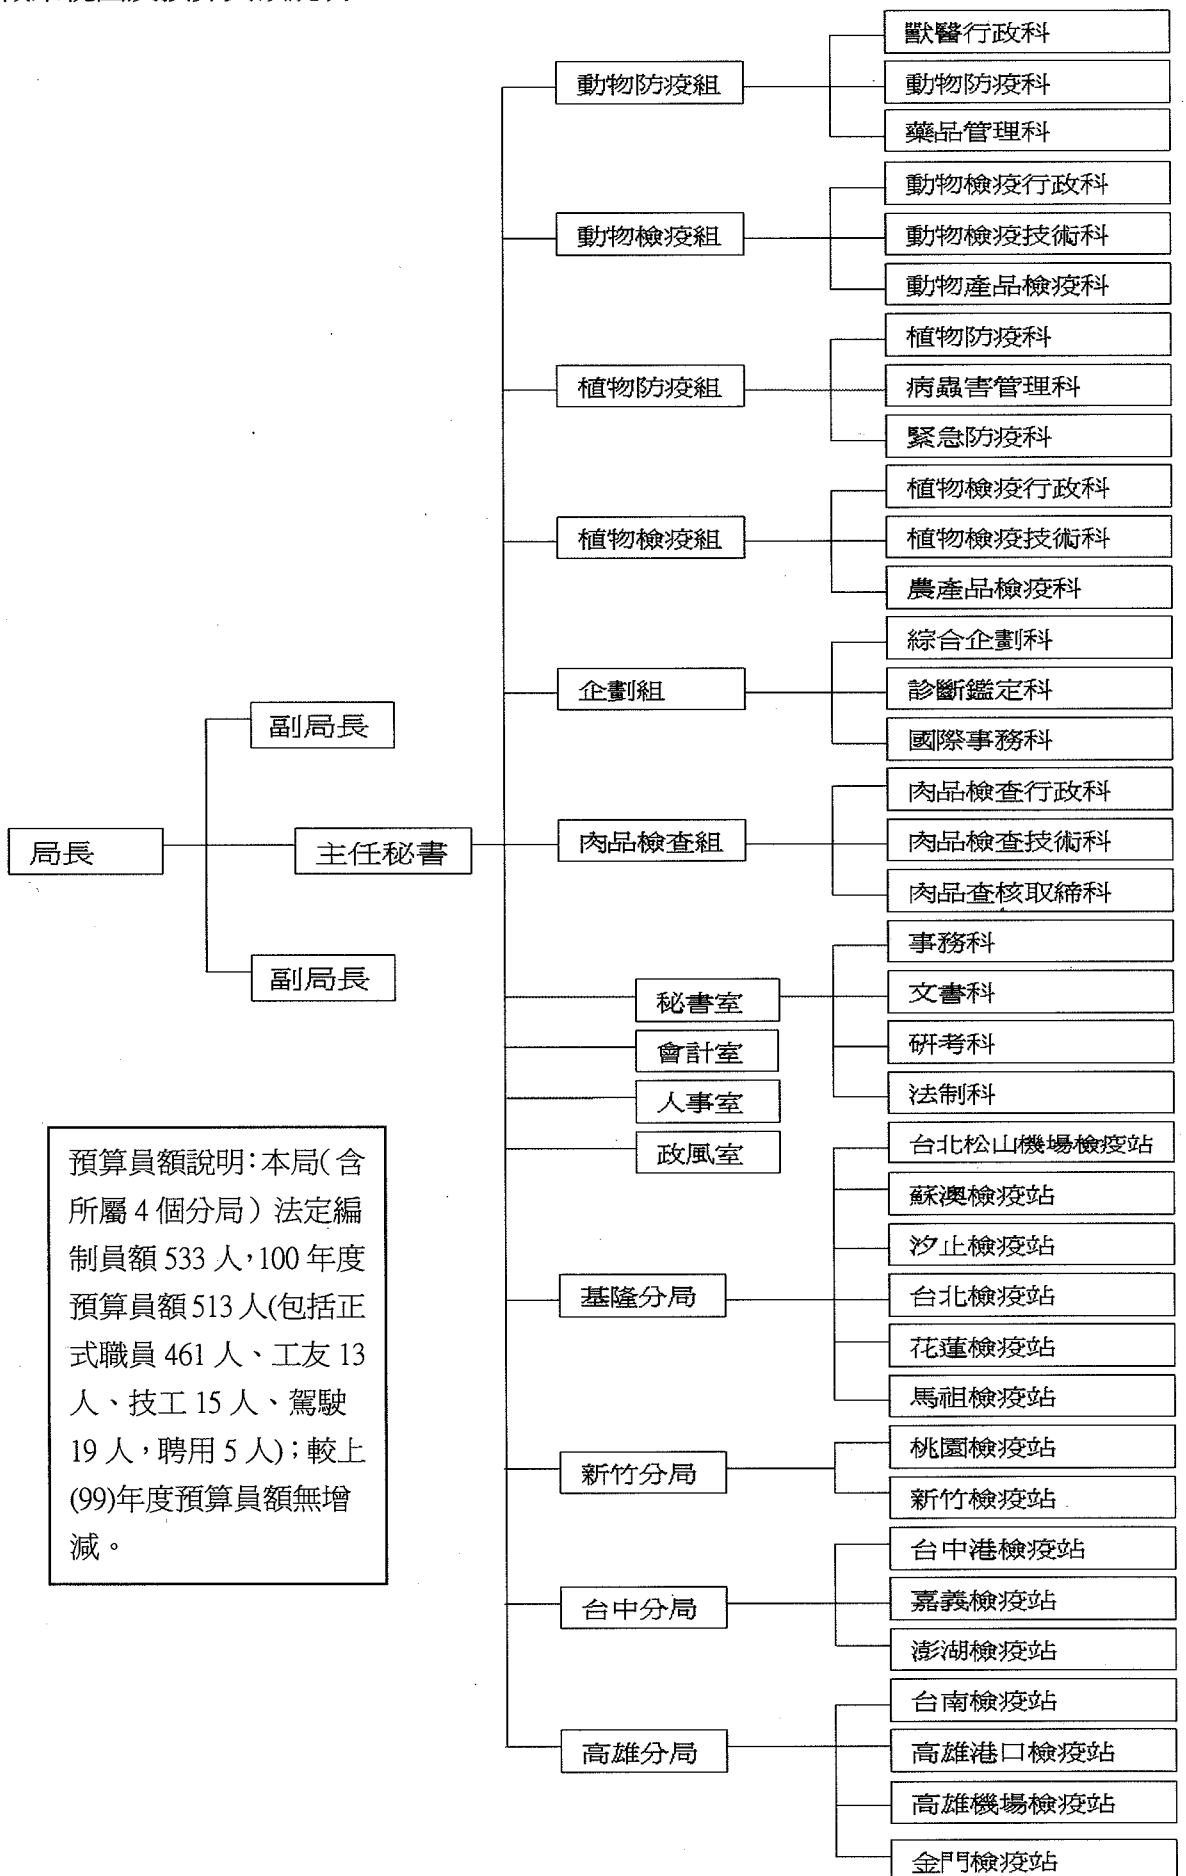 獸醫行政科
動物防疫組
動物防疫科
藥品管理科
動物檢疫行政科
動物檢疫組
動物檢疫技術科
動物產品檢疫科
植物防疫科
植物防疫組
病蟲害管理科
緊急防疫科
植物檢疫行政科
植物檢疫組
植物檢疫技術科
農產品檢疫科
綜合企劃科
企劃組
診斷鑑定科
國際事務科
副局長
肉品檢查行政科
局長
主任秘書
肉品檢查組
肉品檢查技術科
肉品查核取締科
副局長
事務科
秘書室
文書科
會計室
研考科
人事室
法制科
政風室
台北松山機場檢疫站
蘇澳檢疫站
汐止檢疫站
基隆分局
台北檢疫站
花蓮檢疫站
馬祖檢疫站
桃園檢疫站
新竹分局
新竹檢疫站
台中港檢疫站
台中分局
嘉義檢疫站
澎湖檢疫站
台南檢疫站
高雄分局
高雄港口檢疫站
高雄機場檢疫站
金門檢疫站
預算員額說明：本局（含
所屬 4 個分局）法定編
制員額 533 人，100 年度
預算員額 513 人(包括正
式職員 461 人、工友 13
人、技工 15 人、駕駛
19 人，聘用 5 人)；較上
(99)年度預算員額無增
減。